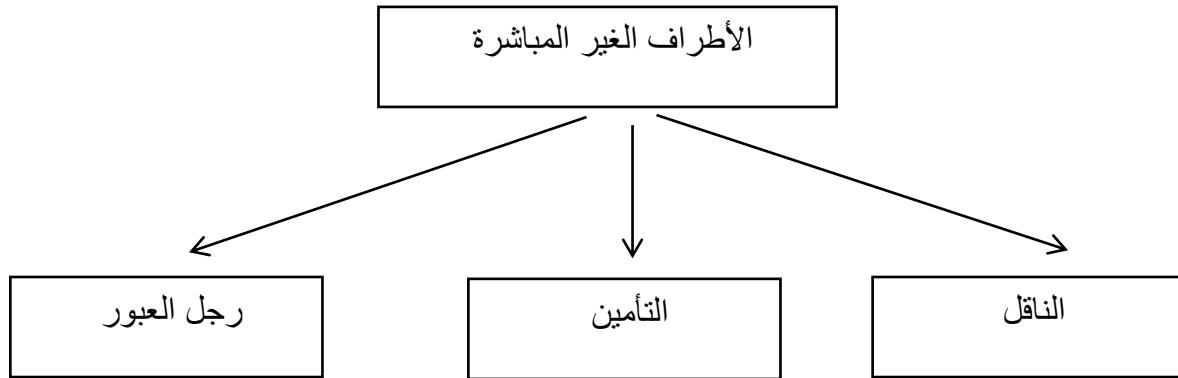 الأطراف الغير المباشرة
الناقل
التأمين
رجل العبور